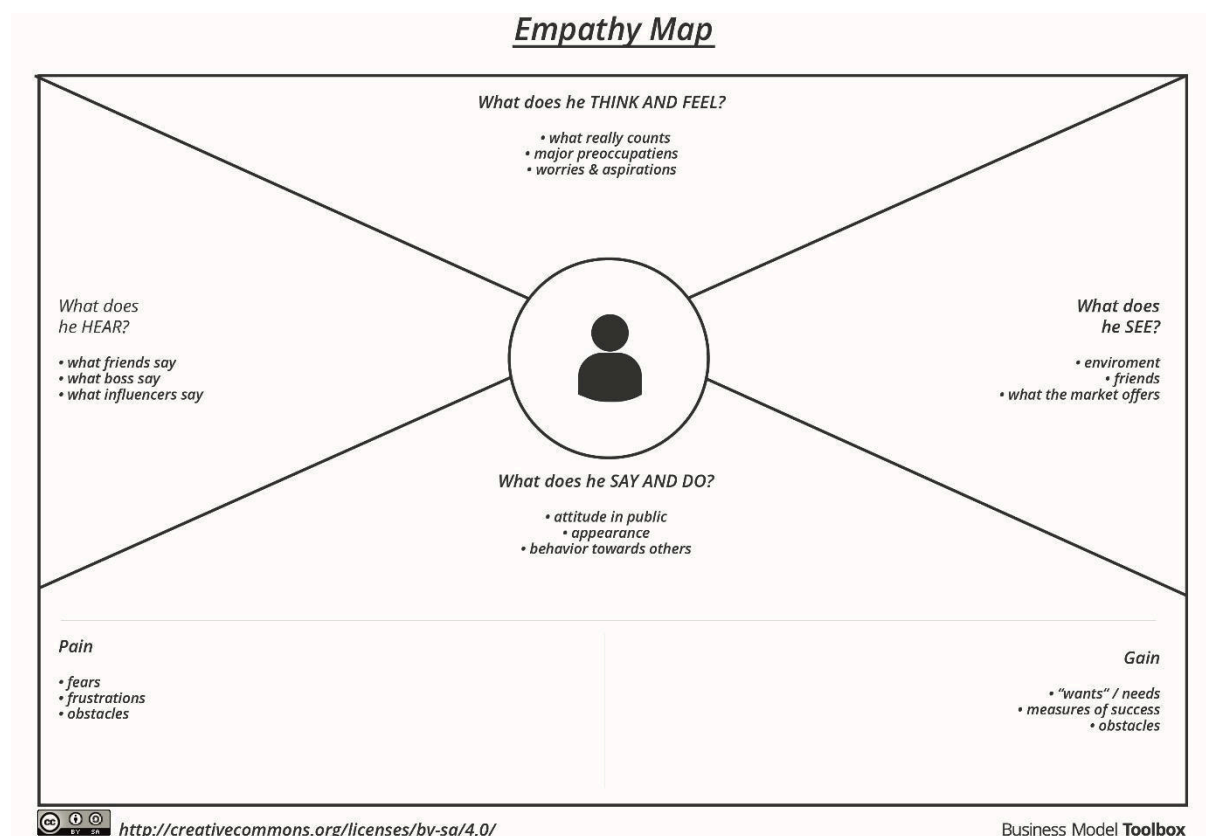 Empathy Map
What does he THINK AND FEEL?
• what really counts
• major preoccupatiens
• worries & aspirations
What does
he HEAR?
• what friends say
• what boss say
• what influencers say
What does
he SEE?
• enviroment
• friends
• what the market offers
What does he SAY AND DO?
• attitude in public
• appearance
• behavior towards others
Pain
• fears
• frustrations
• obstacles
Gain
• “wants“ / needs
• measures of success
• obstacles
cc BY SA
http://creativecommons.org/licenses/by-sa/4.0/
Business Model Toolbox